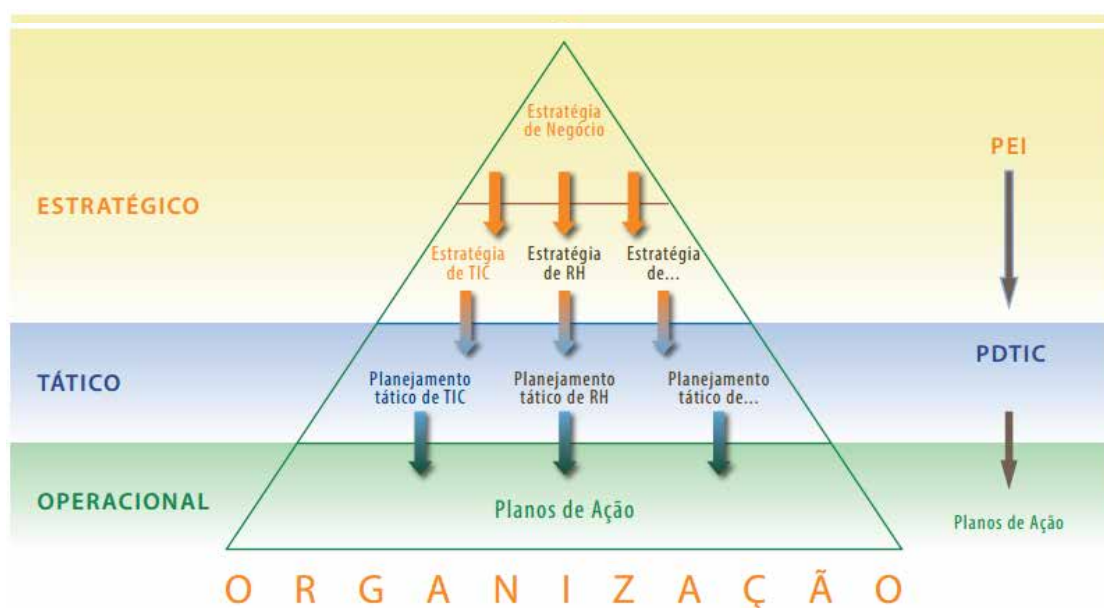 Estratégia
de Negócio
PEI
ESTRATÉGICO
Estratégia
de TIC
Estratégia
de RH
Estratégia
de...
PDTIC
TÁTICO
Planejamento
tático de TIC
Planejamento
tático de RH
Planejamento
tático de...
OPERACIONAL
Planos de Ação
Planos de Ação
ORGANIZAÇÃO